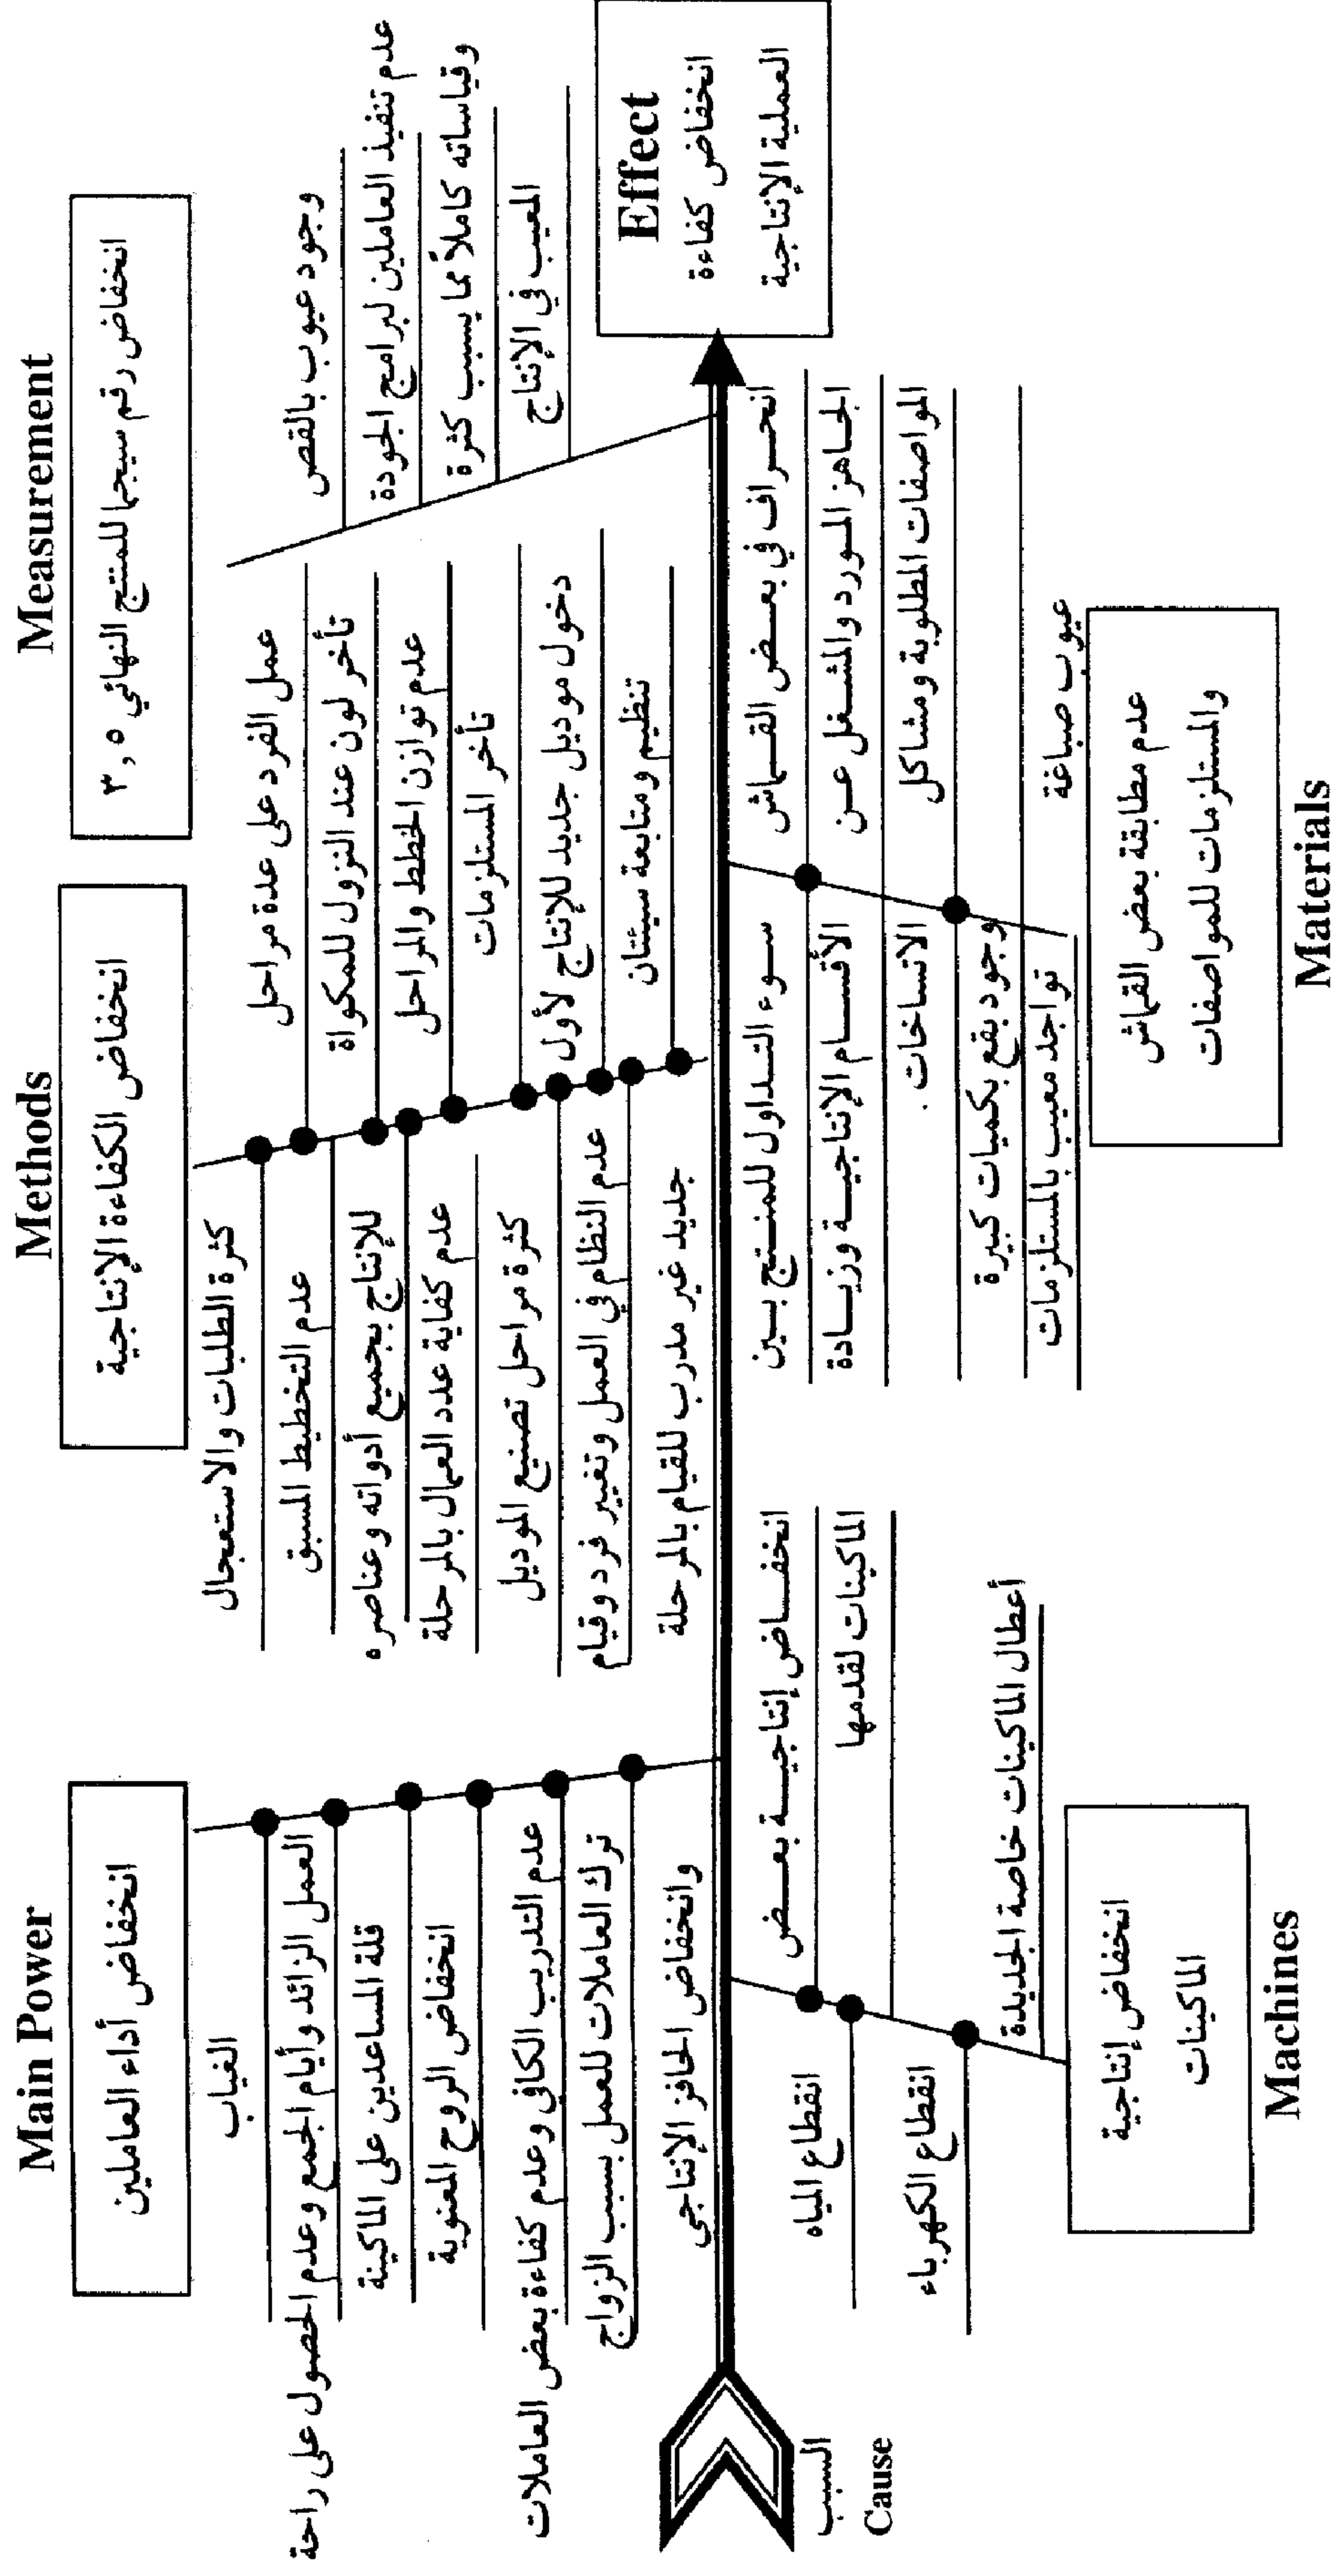 Main Power
انخفاض أداء العاملين
الغياب
العمل الزائد وأيام الجمع وعدم الحصول على راحة
قلة المساعدين على الماكينة
انخفاض الروح المعنوية
عدم التدريب الكافي وعدم كفاءة بعض العاملات
ترك العاملات للعمل بسبب الزواج
وانخفاض الحافز الإنتاجي
Methods
انخفاض الكفاءة الإنتاجية
كثرة الطلبات والاستعجال
عدم التخطيط المسبق
للإنتاج بجميع أدواته وعناصره
عدم كفاية عدد العمال بالمرحلة
كثرة مراحل تصنيع الموديل
عدم النظام في العمل وتغيير فرد وقيام
جديد غير مدرب للقيام بالمرحلة
عمل الفرد على عدة مراحل
تأخر لون عند النزول للمكواة
عدم توازن الخطط والمراحل
تأخر المستلزمات
دخول موديل جديد للإنتاج لأول
تنظيم ومتابعة سيئتان
Measurement
انخفاض رقم سيجما للمنتج النهائي ٣,٥
وجود عيوب بالقص
عدم تنفيذ العاملين لبرامج الجودة
وقياساته كاملاً مما يسبب كثرة
المعيب في الإنتاج
Effect
انخفاض كفاءة
العملية الإنتاجية
السبب
Cause
انخفاض إنتاجية بعض
الماكينات لقدمها
أعطال الماكينات خاصة الجديدة
انقطاع المياه
انقطاع الكهرباء
انخفاض إنتاجية
الماكينات
Machines
انحراف في بعض القماش
الجاهز المورد والمشغل عن
المواصفات المطلوبة ومشاكل
عيوب صباغة
سوء التداول للمنتج بين
الأقسام الإنتاجية وزيادة
الاتساخات .
وجود بقع بكميات كبيرة
تواجد معيب بالمستلزمات
عدم مطابقة بعض القماش
والمستلزمات للمواصفات
Materials